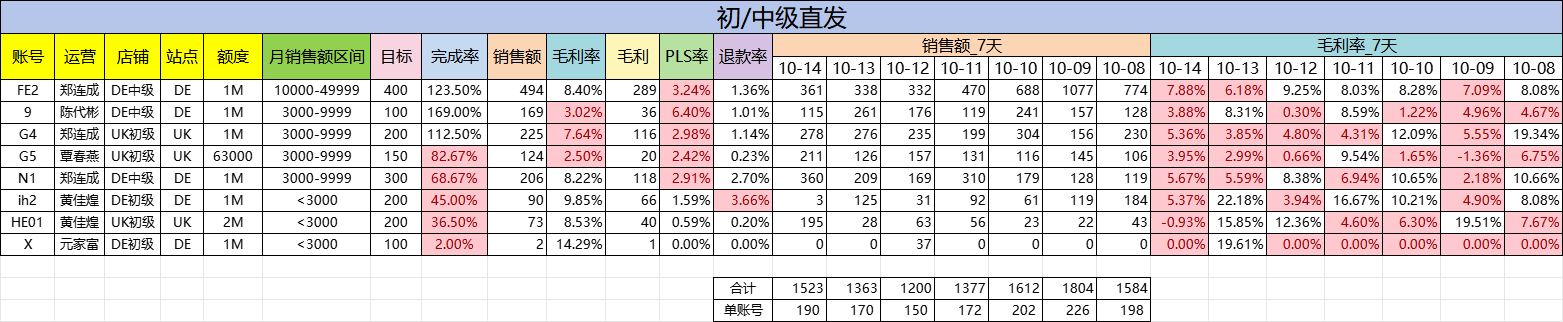 初/中级直发
账号 运营 店铺 站点 额度 月销售额区间 目标 完成率 销售额 毛利率 毛利 PLS率 退款率 销售额_7天 毛利率_7天
10-14 10-13 10-12 10-11 10-10 10-09 10-08 10-14 10-13 10-12 10-11 10-10 10-09 10-08
FE2 郑连成 DE中级 DE 1M 10000-49999 400 123.50% 494 8.40% 289 3.24% 1.36% 361 338 332 470 688 1077 774 7.88% 6.18% 9.25% 8.03% 8.28% 7.09% 8.08%
9 陈代彬 DE中级 DE 1M 3000-9999 100 169.00% 169 3.02% 36 6.40% 1.01% 115 261 176 119 241 157 128 3.88% 8.31% 0.30% 8.59% 1.22% 4.96% 4.67%
G4 郑连成 UK初级 UK 1M 3000-9999 200 112.50% 225 7.64% 116 2.98% 1.14% 278 276 235 199 304 156 230 5.36% 3.85% 4.80% 4.31% 12.09% 5.55% 19.34%
G5 覃春燕 UK初级 UK 63000 3000-9999 150 82.67% 124 2.50% 20 2.42% 0.23% 211 126 157 131 116 145 106 3.95% 2.99% 0.66% 9.54% 1.65% -1.36% 6.75%
N1 郑连成 DE中级 DE 1M 3000-9999 300 68.67% 206 8.22% 118 2.91% 2.70% 360 209 169 310 179 128 119 5.67% 5.59% 8.38% 6.94% 10.65% 2.18% 10.66%
ih2 黄佳煌 DE初级 DE 1M <3000 200 45.00% 90 9.85% 66 1.59% 3.66% 3 125 31 92 61 119 184 5.37% 22.18% 3.94% 16.67% 10.21% 4.90% 8.08%
HE01 黄佳煌 UK初级 UK 2M <3000 200 36.50% 73 8.53% 40 0.59% 0.20% 195 28 63 56 23 22 43 -0.93% 15.85% 12.36% 4.60% 6.30% 19.51% 7.67%
X 元家富 DE初级 DE 1M <3000 100 2.00% 2 14.29% 1 0.00% 0.00% 0 0 37 0 0 0 0 0.00% 19.61% 0.00% 0.00% 0.00% 0.00% 0.00%
合计 1523 1363 1200 1377 1612 1804 1584
单账号 190 170 150 172 202 226 198